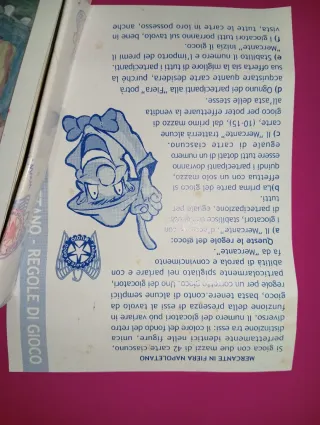 MERCANTE IN FIERA NAPOLETANO
Si gioca con due mazzi di 42 carte ciascuno,
perfettamente identici nelle figure, unica
distinzione tra esi: il colore del fondo del retro
diverso. Il numero dei giocatori può variare in
funzione della presenza di essi al tavolo da
gioco, basta tenere conto di alcune semplici
regole per un corretto gioco. Uno dei giocatori,
particolarmente spigliati nel parlare e con
abilità di parola e convincimento
fa da "Mercante".
Queste le regole del gioco:
a) Il "Mercante", con i
giocatori, stabilisce
di partecipazione, eguale per
tutti.
b) La prima parte del gioco si
effettua con un solo mazzo,
quindi i partecipanti dovranno
essere tutti dotati di un numero
eguale di carte ciascuno.
c) Il "Mercante" tratterrà alcune
carte, (10-15), dal primo mazzo di
gioco per poter effettuare la vendita
all'asta delle stesse.
d) Ognuno dei partecipanti alla "Fiera" potrà
acquistare quante carte desidera, purchè la
sua offerta sia la migliore di tutti i partecipanti.
e) Stabilito il numero e l'importo dei premi il
"Mercante" inizia il gioco.
f) I giocatori tutti porranno sul tavolo, bene in
vista, tutte le carte in loro possesso, anche
TANO - REGOLE DI GIOCO